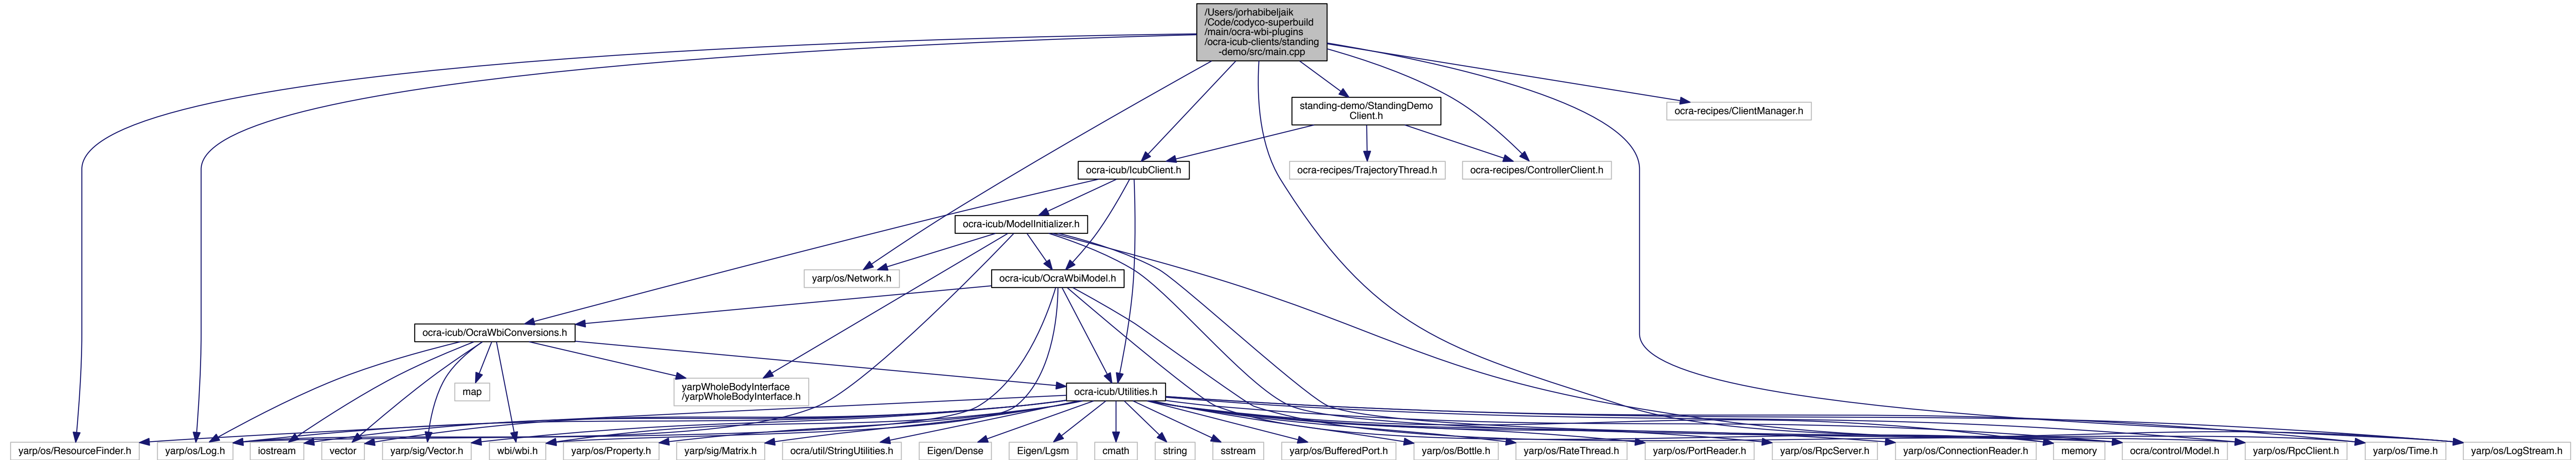 /Users/jorhabibeljaik
/Code/codyco-superbuild
/main/ocra-wbi-plugins
/ocra-icub-clients/standing
-demo/src/main.cpp
standing-demo/StandingDemo
Client.h
ocra-recipes/ClientManager.h
ocra-icub/IcubClient.h
ocra-recipes/TrajectoryThread.h
ocra-recipes/ControllerClient.h
ocra-icub/ModelInitializer.h
yarp/os/Network.h
ocra-icub/OcraWbiModel.h
ocra-icub/OcraWbiConversions.h
map
yarpWholeBodyInterface
/yarpWholeBodyInterface.h
ocra-icub/Utilities.h
yarp/os/ResourceFinder.h
yarp/os/Log.h
iostream
vector
yarp/sig/Vector.h
wbi/wbi.h
yarp/os/Property.h
yarp/sig/Matrix.h
ocra/util/StringUtilities.h
Eigen/Dense
Eigen/Lgsm
cmath
string
sstream
yarp/os/BufferedPort.h
yarp/os/Bottle.h
yarp/os/RateThread.h
yarp/os/PortReader.h
yarp/os/RpcServer.h
yarp/os/ConnectionReader.h
memory
ocra/control/Model.h
yarp/os/RpcClient.h
yarp/os/Time.h
yarp/os/LogStream.h